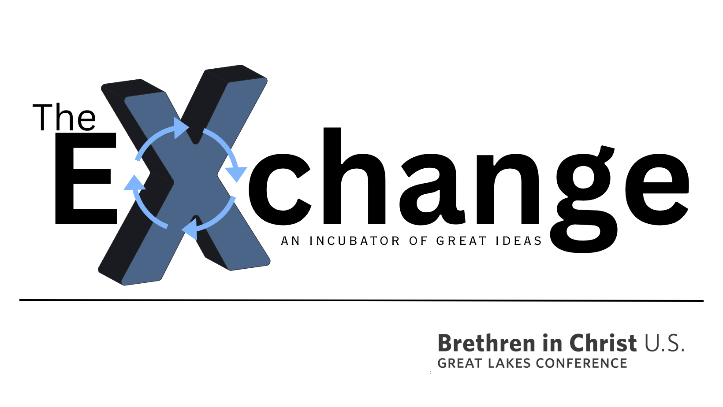 The
EXchange
AN INCUBATOR OF GREAT IDEAS
Brethren in Christ U.S.
GREAT LAKES CONFERENCE